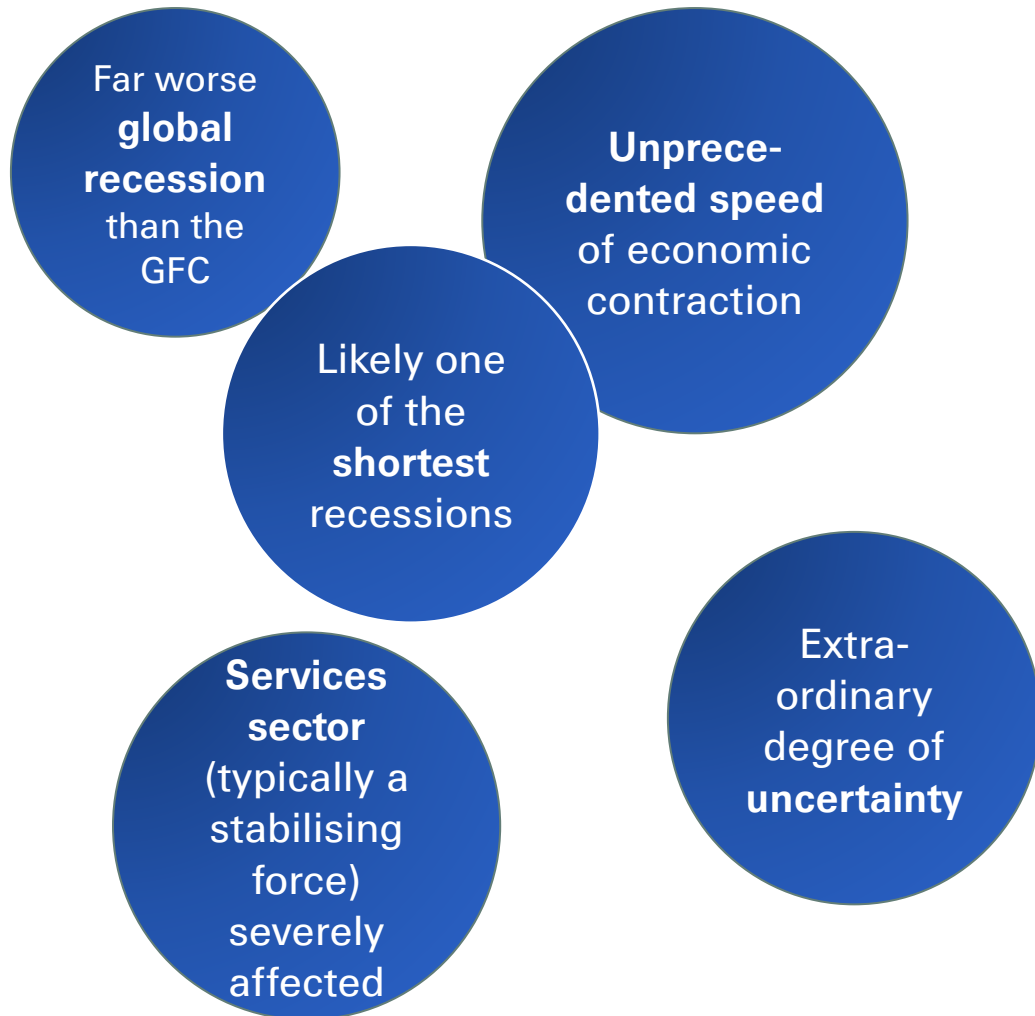 Far worse
global
recession
than the
GFC
Unprece-
dented speed
of economic
contraction
Likely one
of the
shortest
recessions
Extra-
ordinary
degree of
uncertainty
Services
sector
(typically a
stabilising
force)
severely
affected